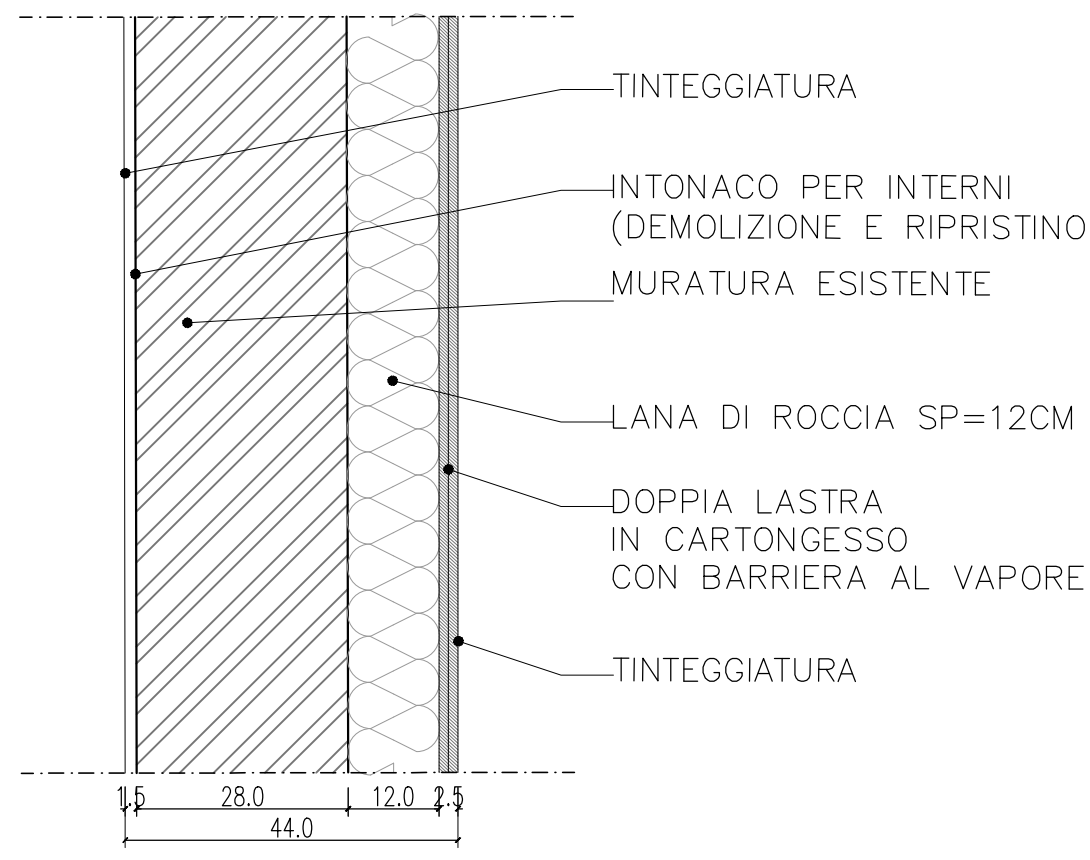 TINTEGGIATURA
INTONACO PER INTERNI
(DEMOLIZIONE E RIPRISTINO
MURATURA ESISTENTE
LANA DI ROCCIA SP=12CM
DOPPIA LASTRA
IN CARTONGESSO
CON BARRIERA AL VAPORE
TINTEGGIATURA
1.5 28.0 12.0 2.5
44.0